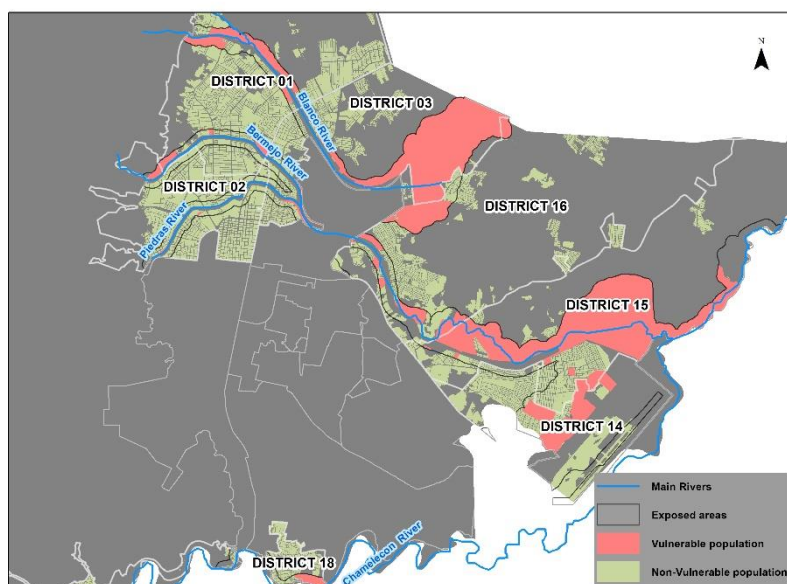 N
DISTRICT 01
DISTRICT 03
Blanco River
Bermejo River
DISTRICT 02
DISTRICT 16
Piedras River
DISTRICT 15
DISTRICT 14
Main Rivers
Exposed areas
Vulnerable population
Non-Vulnerable population
Chamelecon River
DISTRICT 18